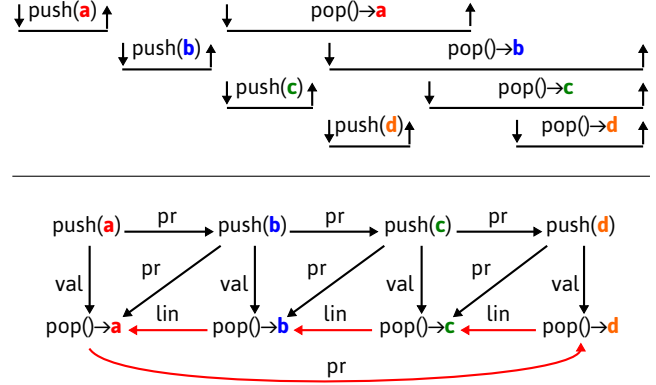 push(a) pop()→a
push(b) pop()→b
push(c) pop()→c
push(d) pop()→d
push(a) pr push(b) pr push(c) pr push(d)
val pr val pr val pr val
pop()→a lin pop()→b lin pop()→c lin pop()→d
pr